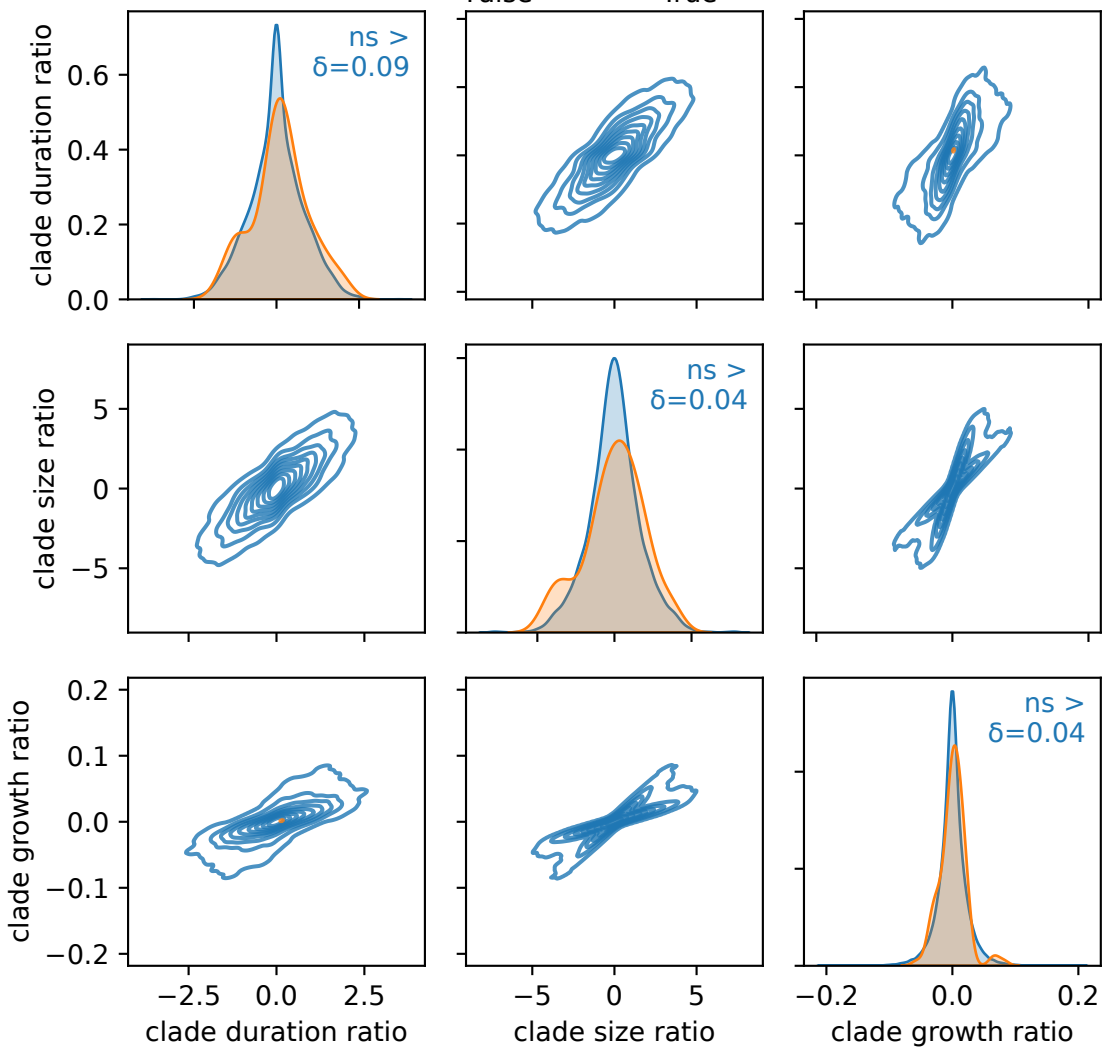 clade duration ratio
0.6
0.4
0.2
0.0
ns >
δ=0.09
clade size ratio
5
0
−5
ns >
δ=0.04
clade growth ratio
0.2
0.1
0.0
−0.1
−0.2
ns >
δ=0.04
−2.5 0.0 2.5
clade duration ratio
−5 0 5
clade size ratio
−0.2 0.0 0.2
clade growth ratio